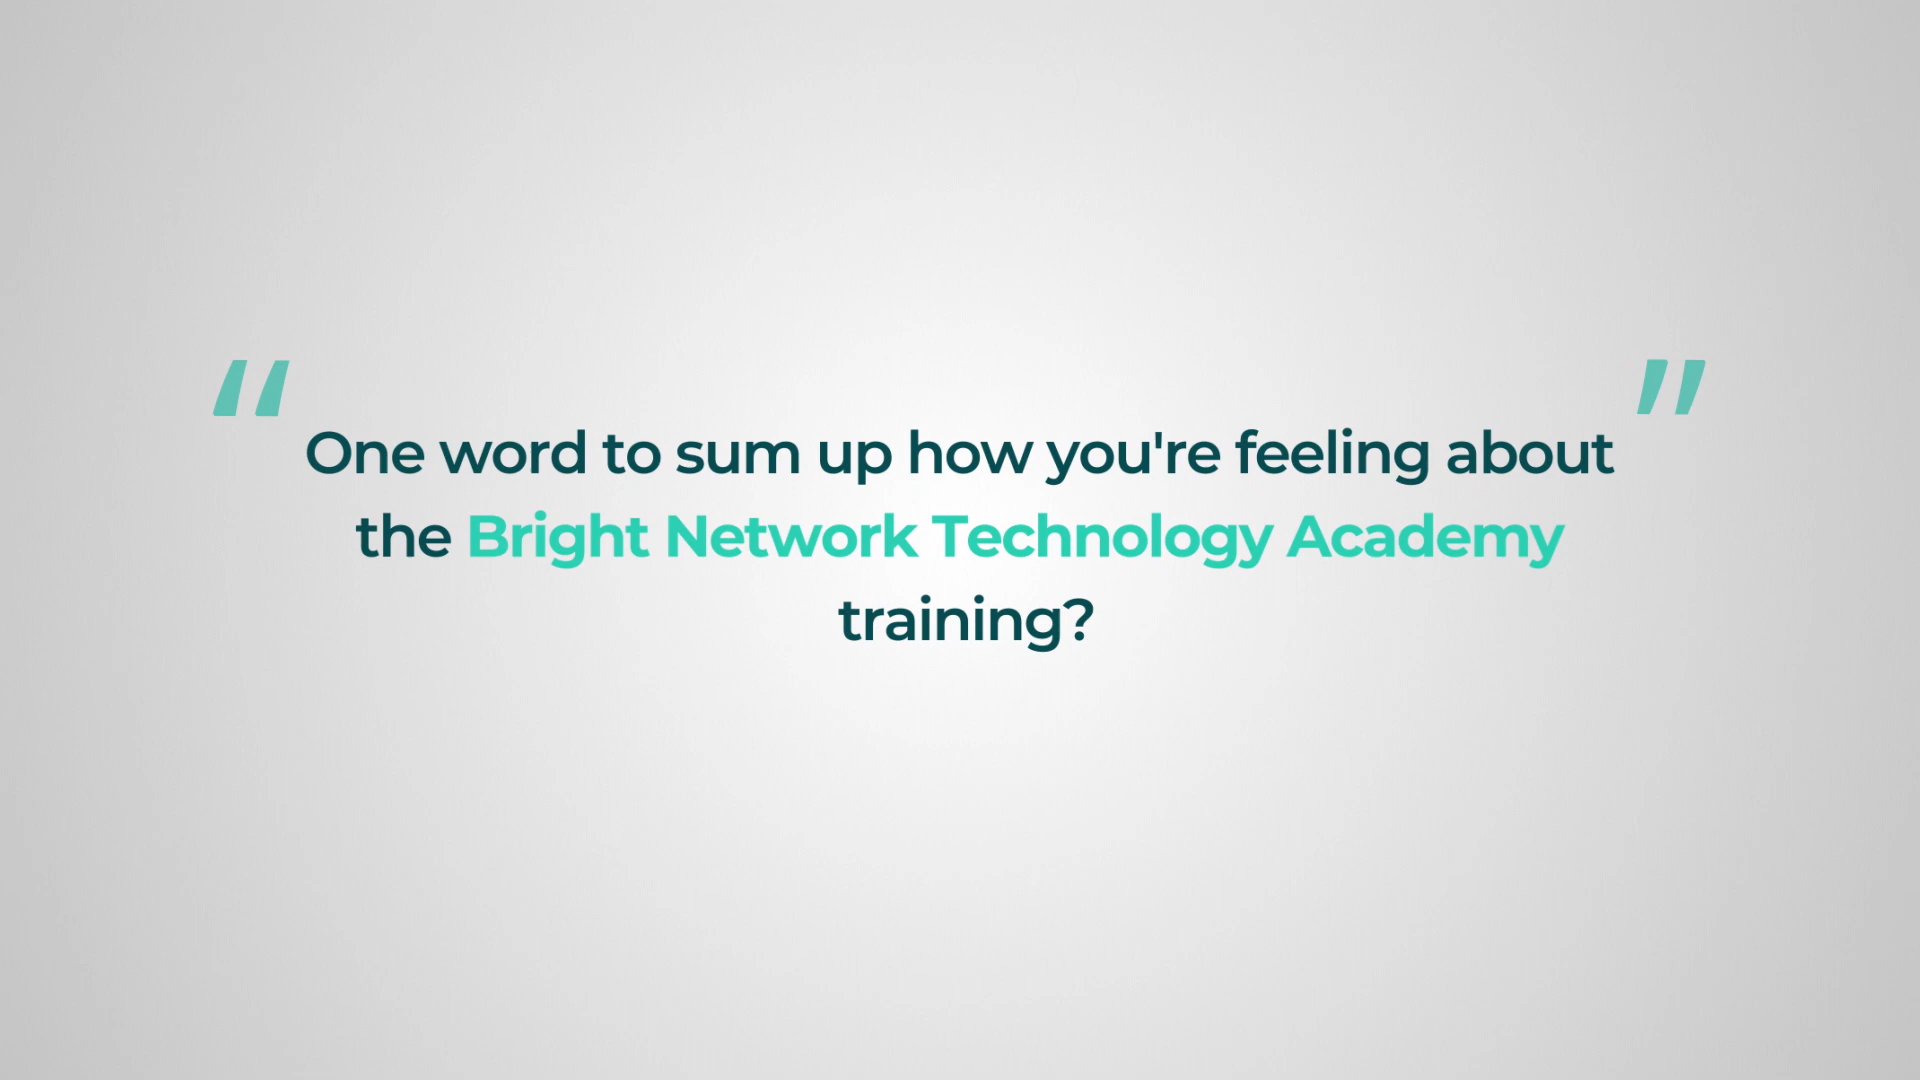 “ One word to sum up how you're feeling about ”
the Bright Network Technology Academy
training?